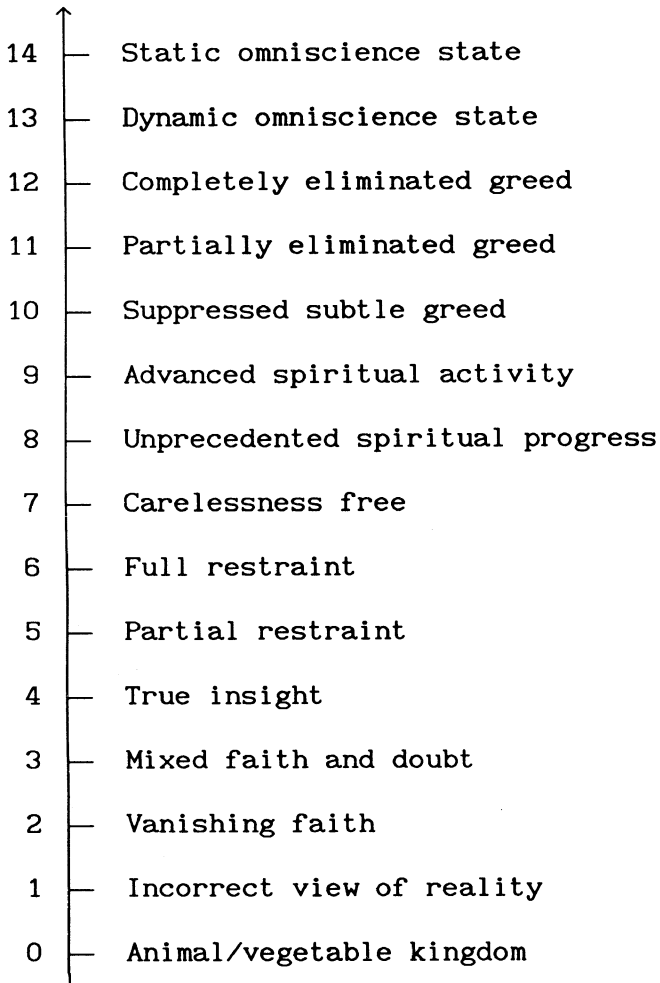 14 Static omniscience state
13 Dynamic omniscience state
12 Completely eliminated greed
11 Partially eliminated greed
10 Suppressed subtle greed
9 Advanced spiritual activity
8 Unprecedented spiritual progress
7 Carelessness free
6 Full restraint
5 Partial restraint
4 True insight
3 Mixed faith and doubt
2 Vanishing faith
1 Incorrect view of reality
0 Animal/vegetable kingdom